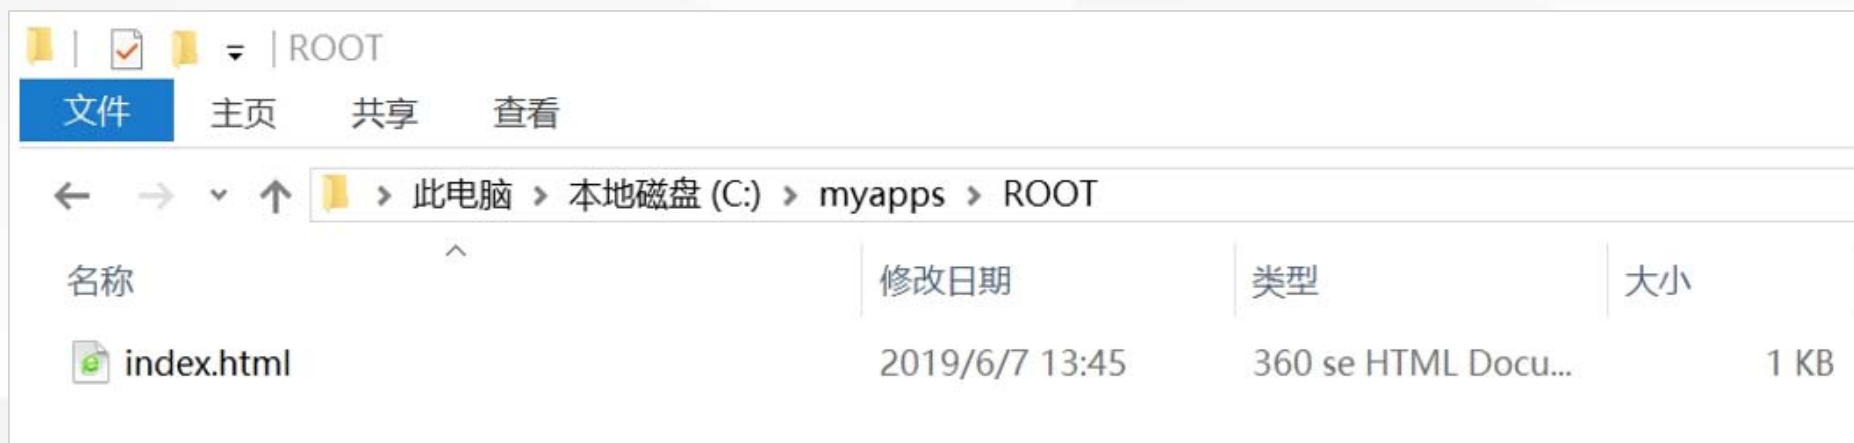 ROOT
文件 主页 共享 查看
此电脑 本地磁盘 (C:) myapps ROOT
名称 修改日期 类型 大小
index.html 2019/6/7 13:45 360 se HTML Docu... 1 KB